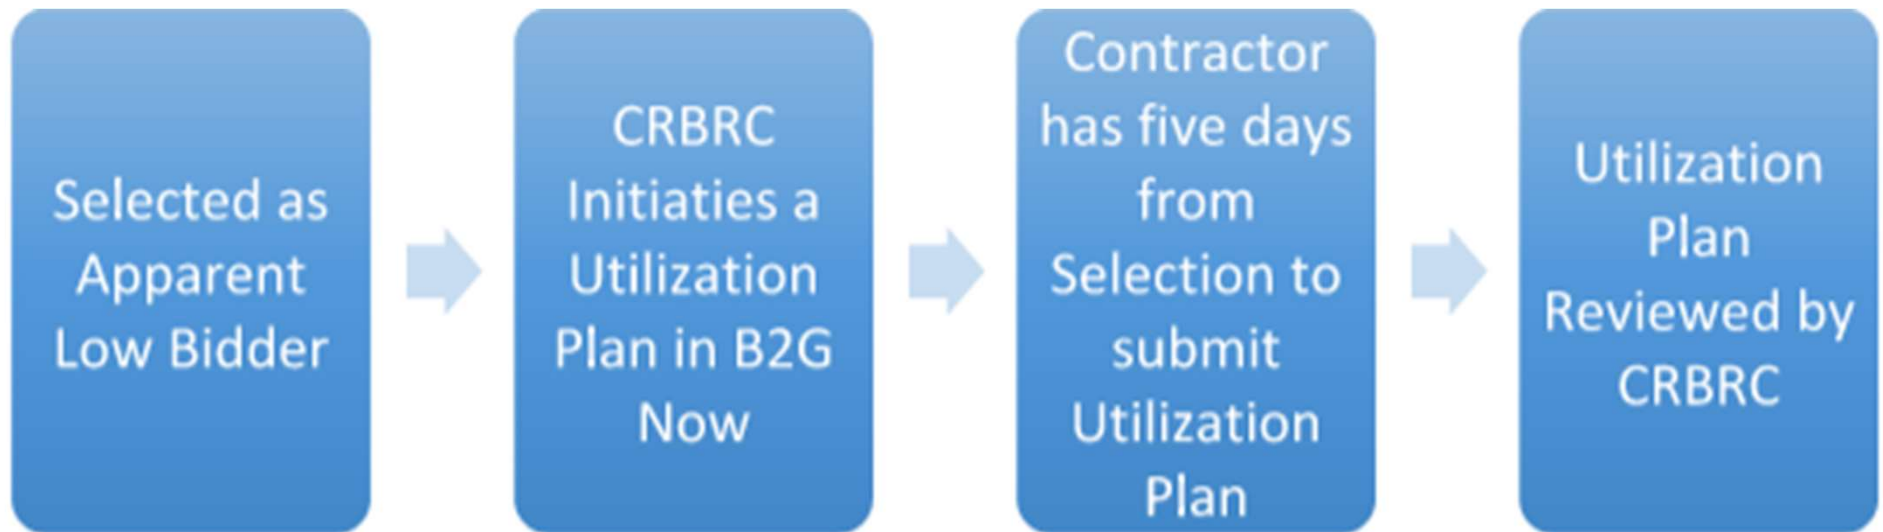 Selected as
Apparent
Low Bidder
CRBRC
Initiaties a
Utilization
Plan in B2G
Now
Contractor
has five days
from
Selection to
submit
Utilization
Plan
Utilization
Plan
Reviewed by
CRBRC